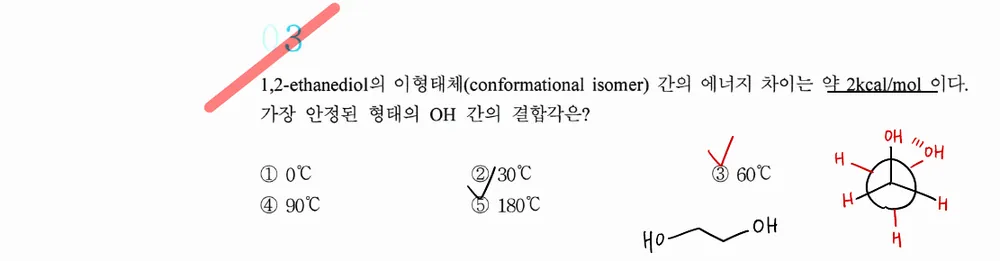 03
1,2-ethanediol의 이형태체(conformational isomer) 간의 에너지 차이는 약 2kcal/mol 이다.
가장 안정된 형태의 OH 간의 결합각은?
① 0℃ ② 30℃ ③ 60℃
④ 90℃ ⑤ 180℃
HO OH
OH
OH
H
H H
H